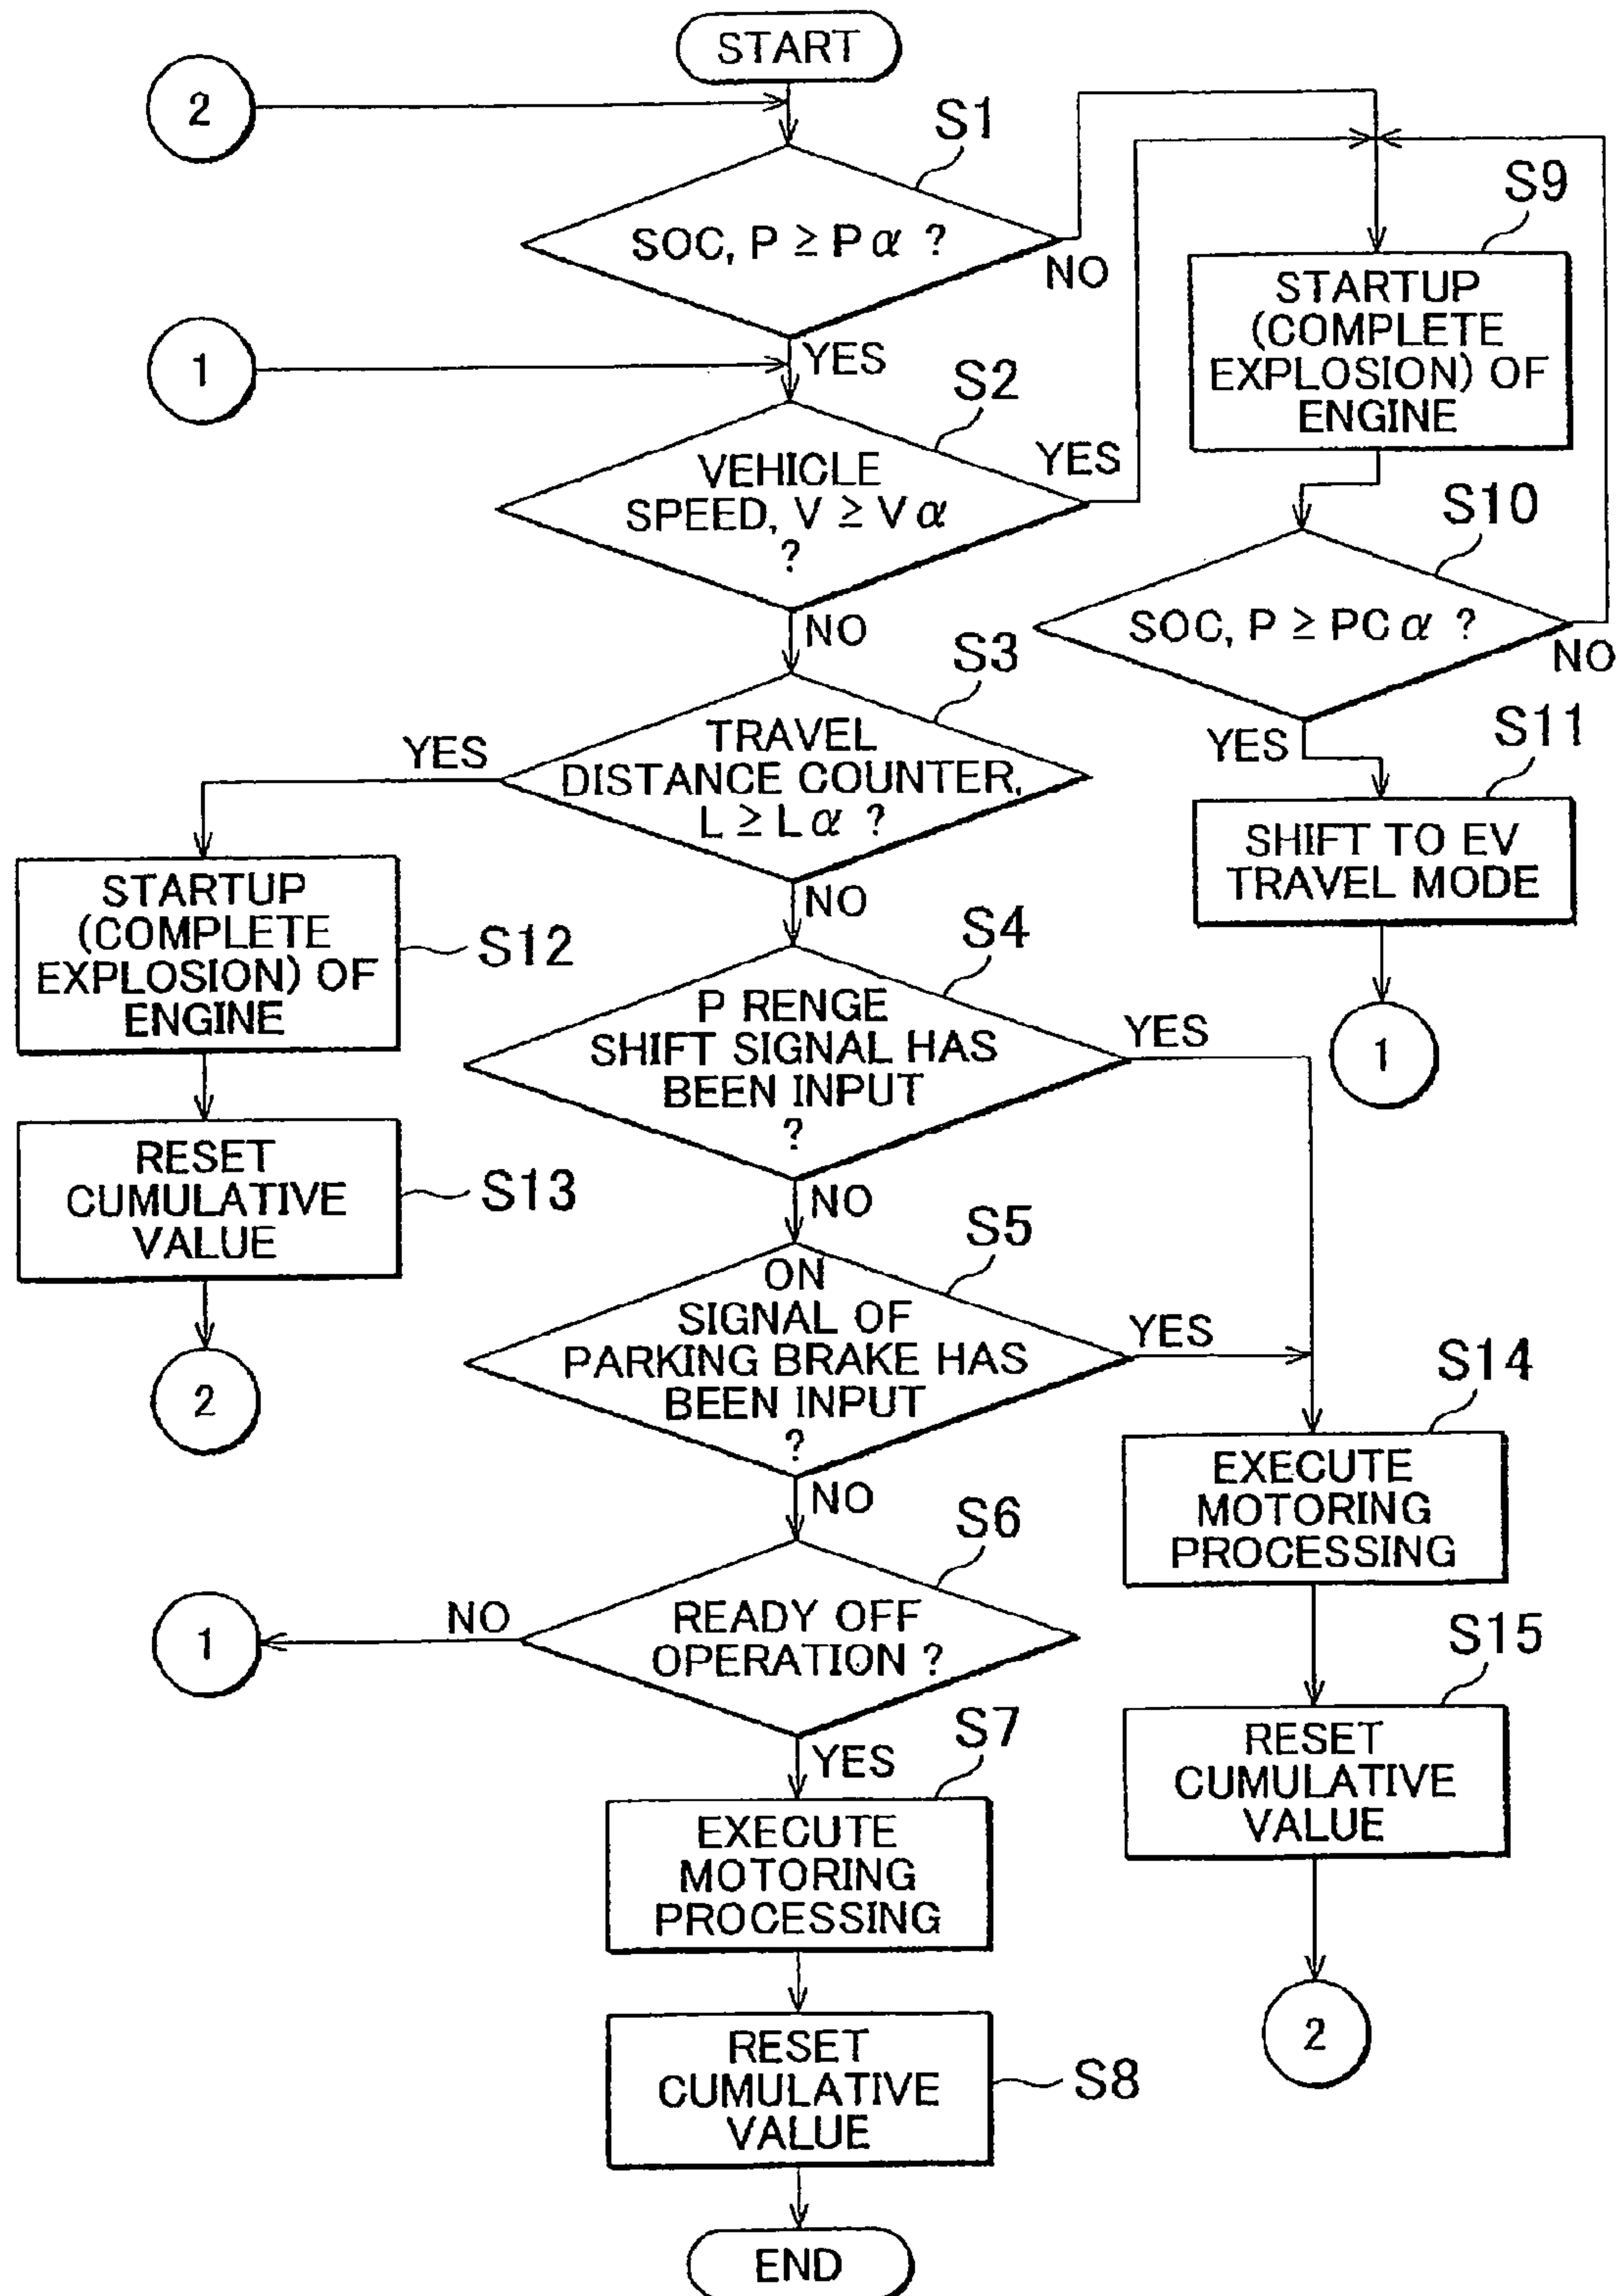 START
2
S1
SOC, P ≥ Pα ?
NO
YES
1
S2
VEHICLE
SPEED, V ≥ Vα
?
YES
NO
S9
STARTUP
(COMPLETE
EXPLOSION) OF
ENGINE
S10
SOC, P ≥ PCα ?
NO
YES
S11
SHIFT TO EV
TRAVEL MODE
1
S3
TRAVEL
DISTANCE COUNTER,
L ≥ Lα ?
YES
NO
STARTUP
(COMPLETE
EXPLOSION) OF
ENGINE
S12
RESET
CUMULATIVE
VALUE
S13
2
S4
P RENGE
SHIFT SIGNAL HAS
BEEN INPUT
?
YES
NO
S5
ON
SIGNAL OF
PARKING BRAKE HAS
BEEN INPUT
?
YES
NO
S14
EXECUTE
MOTORING
PROCESSING
S15
RESET
CUMULATIVE
VALUE
2
S6
READY OFF
OPERATION ?
NO
1
YES
S7
EXECUTE
MOTORING
PROCESSING
RESET
CUMULATIVE
VALUE
S8
END